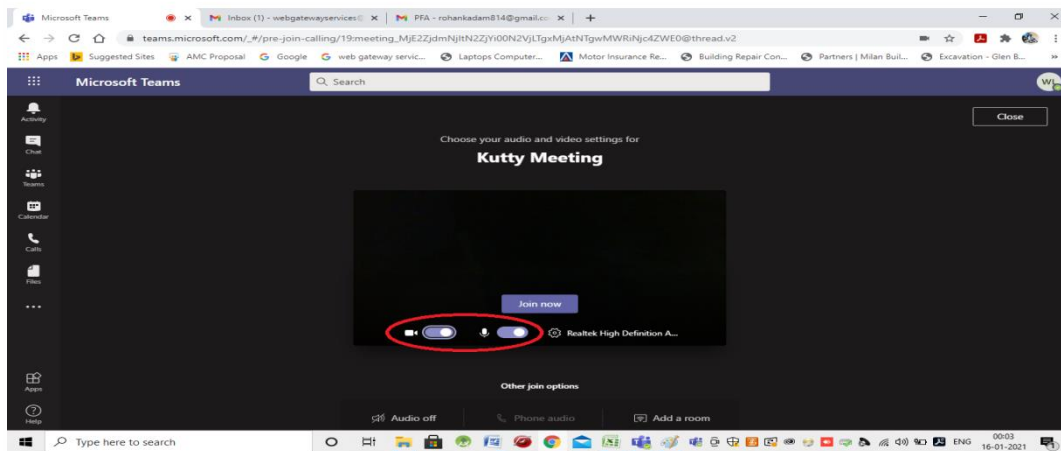 Microsoft Teams
Inbox (1) - webgatewayservices
PFA - rohankadam814@gmail.co
teams.microsoft.com/_#/pre-join-calling/19:meeting_MjE2ZjdmNjItN2ZjYi00N2VjLTgxMjAtNTgwMWRiNjc4ZWE0@thread.v2
Apps Suggested Sites AMC Proposal Google web gateway servic... Laptops Computer... Motor Insurance Re... Building Repair Con... Partners | Milan Buil... Excavation - Glen B... »
Microsoft Teams
Search
WL
Activity
Chat
Teams
Calendar
Calls
Files
Apps
Help
Close
Choose your audio and video settings for
Kutty Meeting
Join now
Realtek High Definition A...
Other join options
Audio off Phone audio Add a room
Type here to search
ENG
00:03
16-01-2021